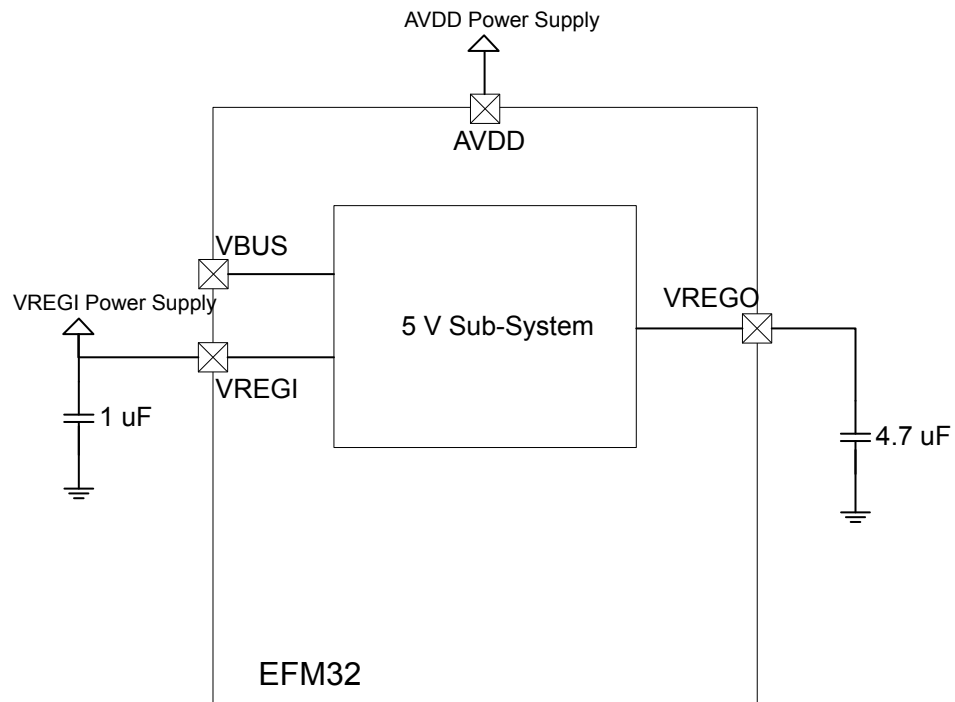 AVDD Power Supply
AVDD
VBUS
VREGI Power Supply
VREGO
5 V Sub-System
VREGI
1 uF
4.7 uF
EFM32